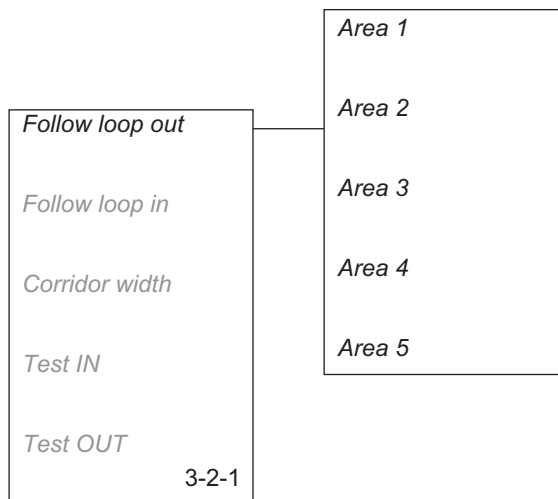 Follow loop out
Follow loop in
Corridor width
Test IN
Test OUT
3-2-1
Area 1
Area 2
Area 3
Area 4
Area 5